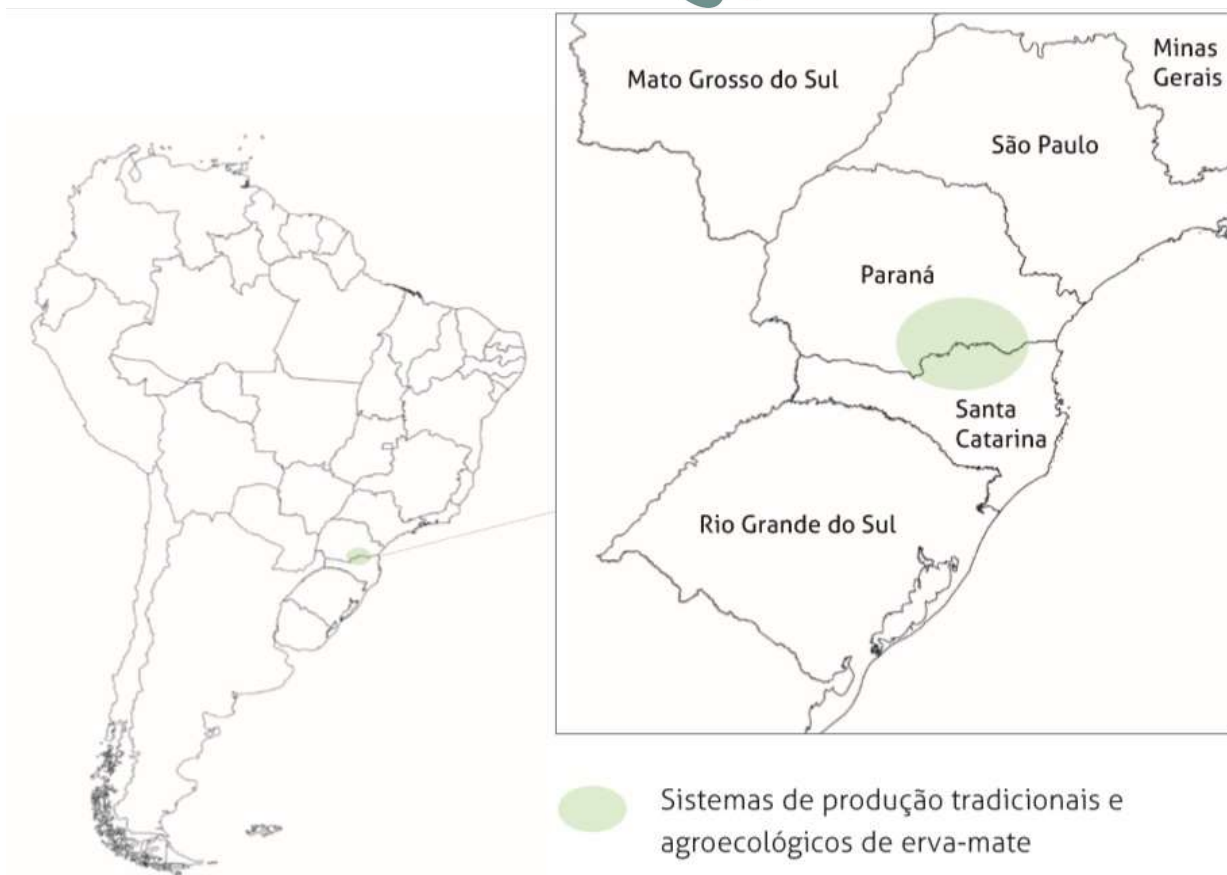 Mato Grosso do Sul
Minas
Gerais
São Paulo
Paraná
Santa
Catarina
Rio Grande do Sul
Sistemas de produção tradicionais e
agroecológicos de erva-mate